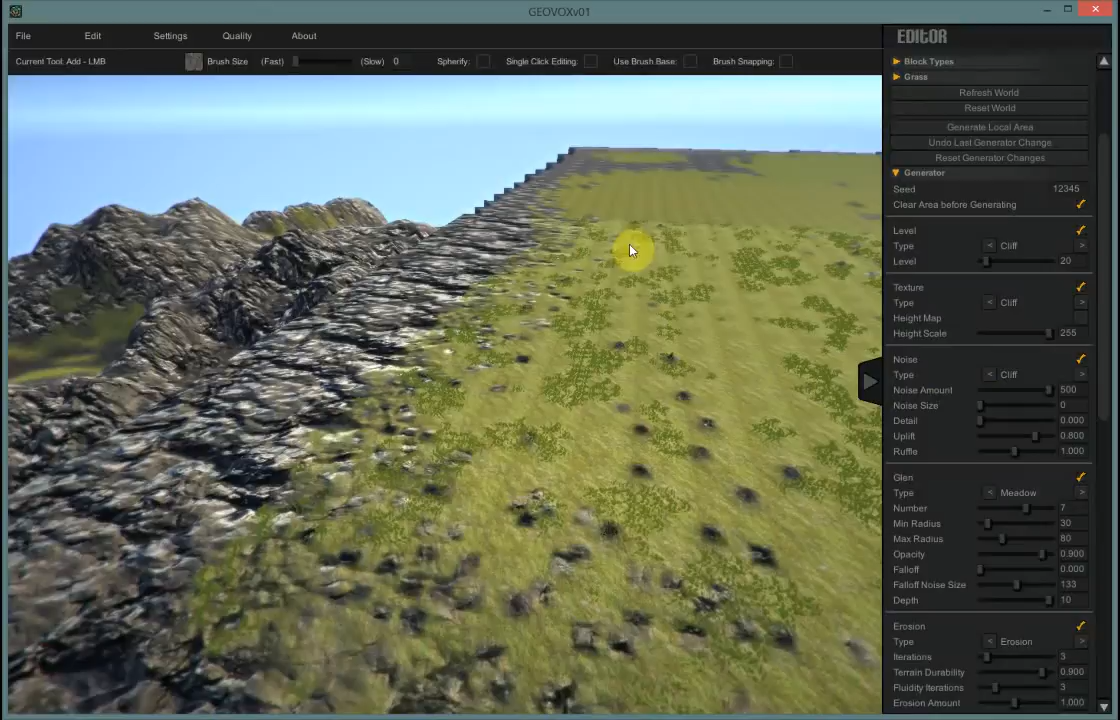 GEOVOXv01
File Edit Settings Quality About
Current Tool: Add - LMB Brush Size (Fast) (Slow) 0 Spherify: Single Click Editing: Use Brush Base: Brush Snapping:
EDITOR
Block Types
Grass
Refresh World
Reset World
Generate Local Area
Undo Last Generator Change
Reset Generator Changes
Generator
Seed 12345
Clear Area before Generating
Level
Type < Cliff >
Level 20
Texture
Type < Cliff >
Height Map
Height Scale 255
Noise
Type < Cliff >
Noise Amount 500
Noise Size 0
Detail 0.000
Uplift 0.800
Ruffle 1.000
Glen
Type < Meadow >
Number 7
Min Radius 30
Max Radius 80
Opacity 0.900
Falloff 0.000
Falloff Noise Size 133
Depth 10
Erosion
Type < Erosion >
Iterations 3
Terrain Durability 0.900
Fluidity Iterations 3
Erosion Amount 1.000